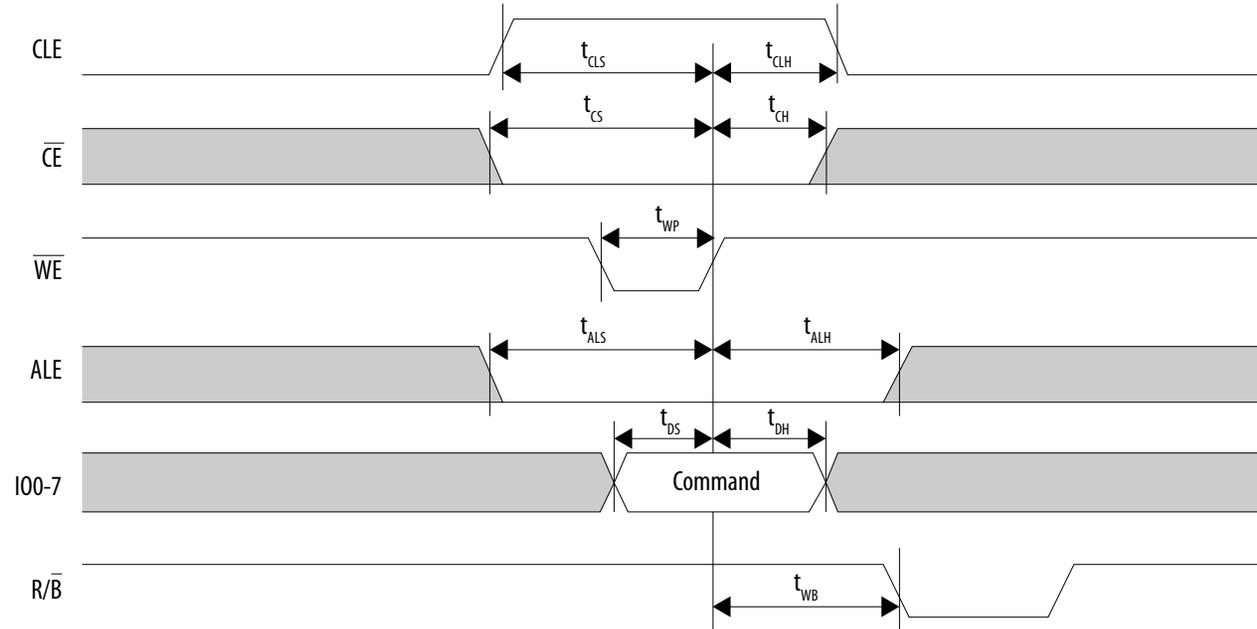 CLE
tCLS
tCLH
tCS
tCH
CE
tWP
WE
tALS
tALH
ALE
tDS
tDH
IO0-7
Command
R/B
tWB